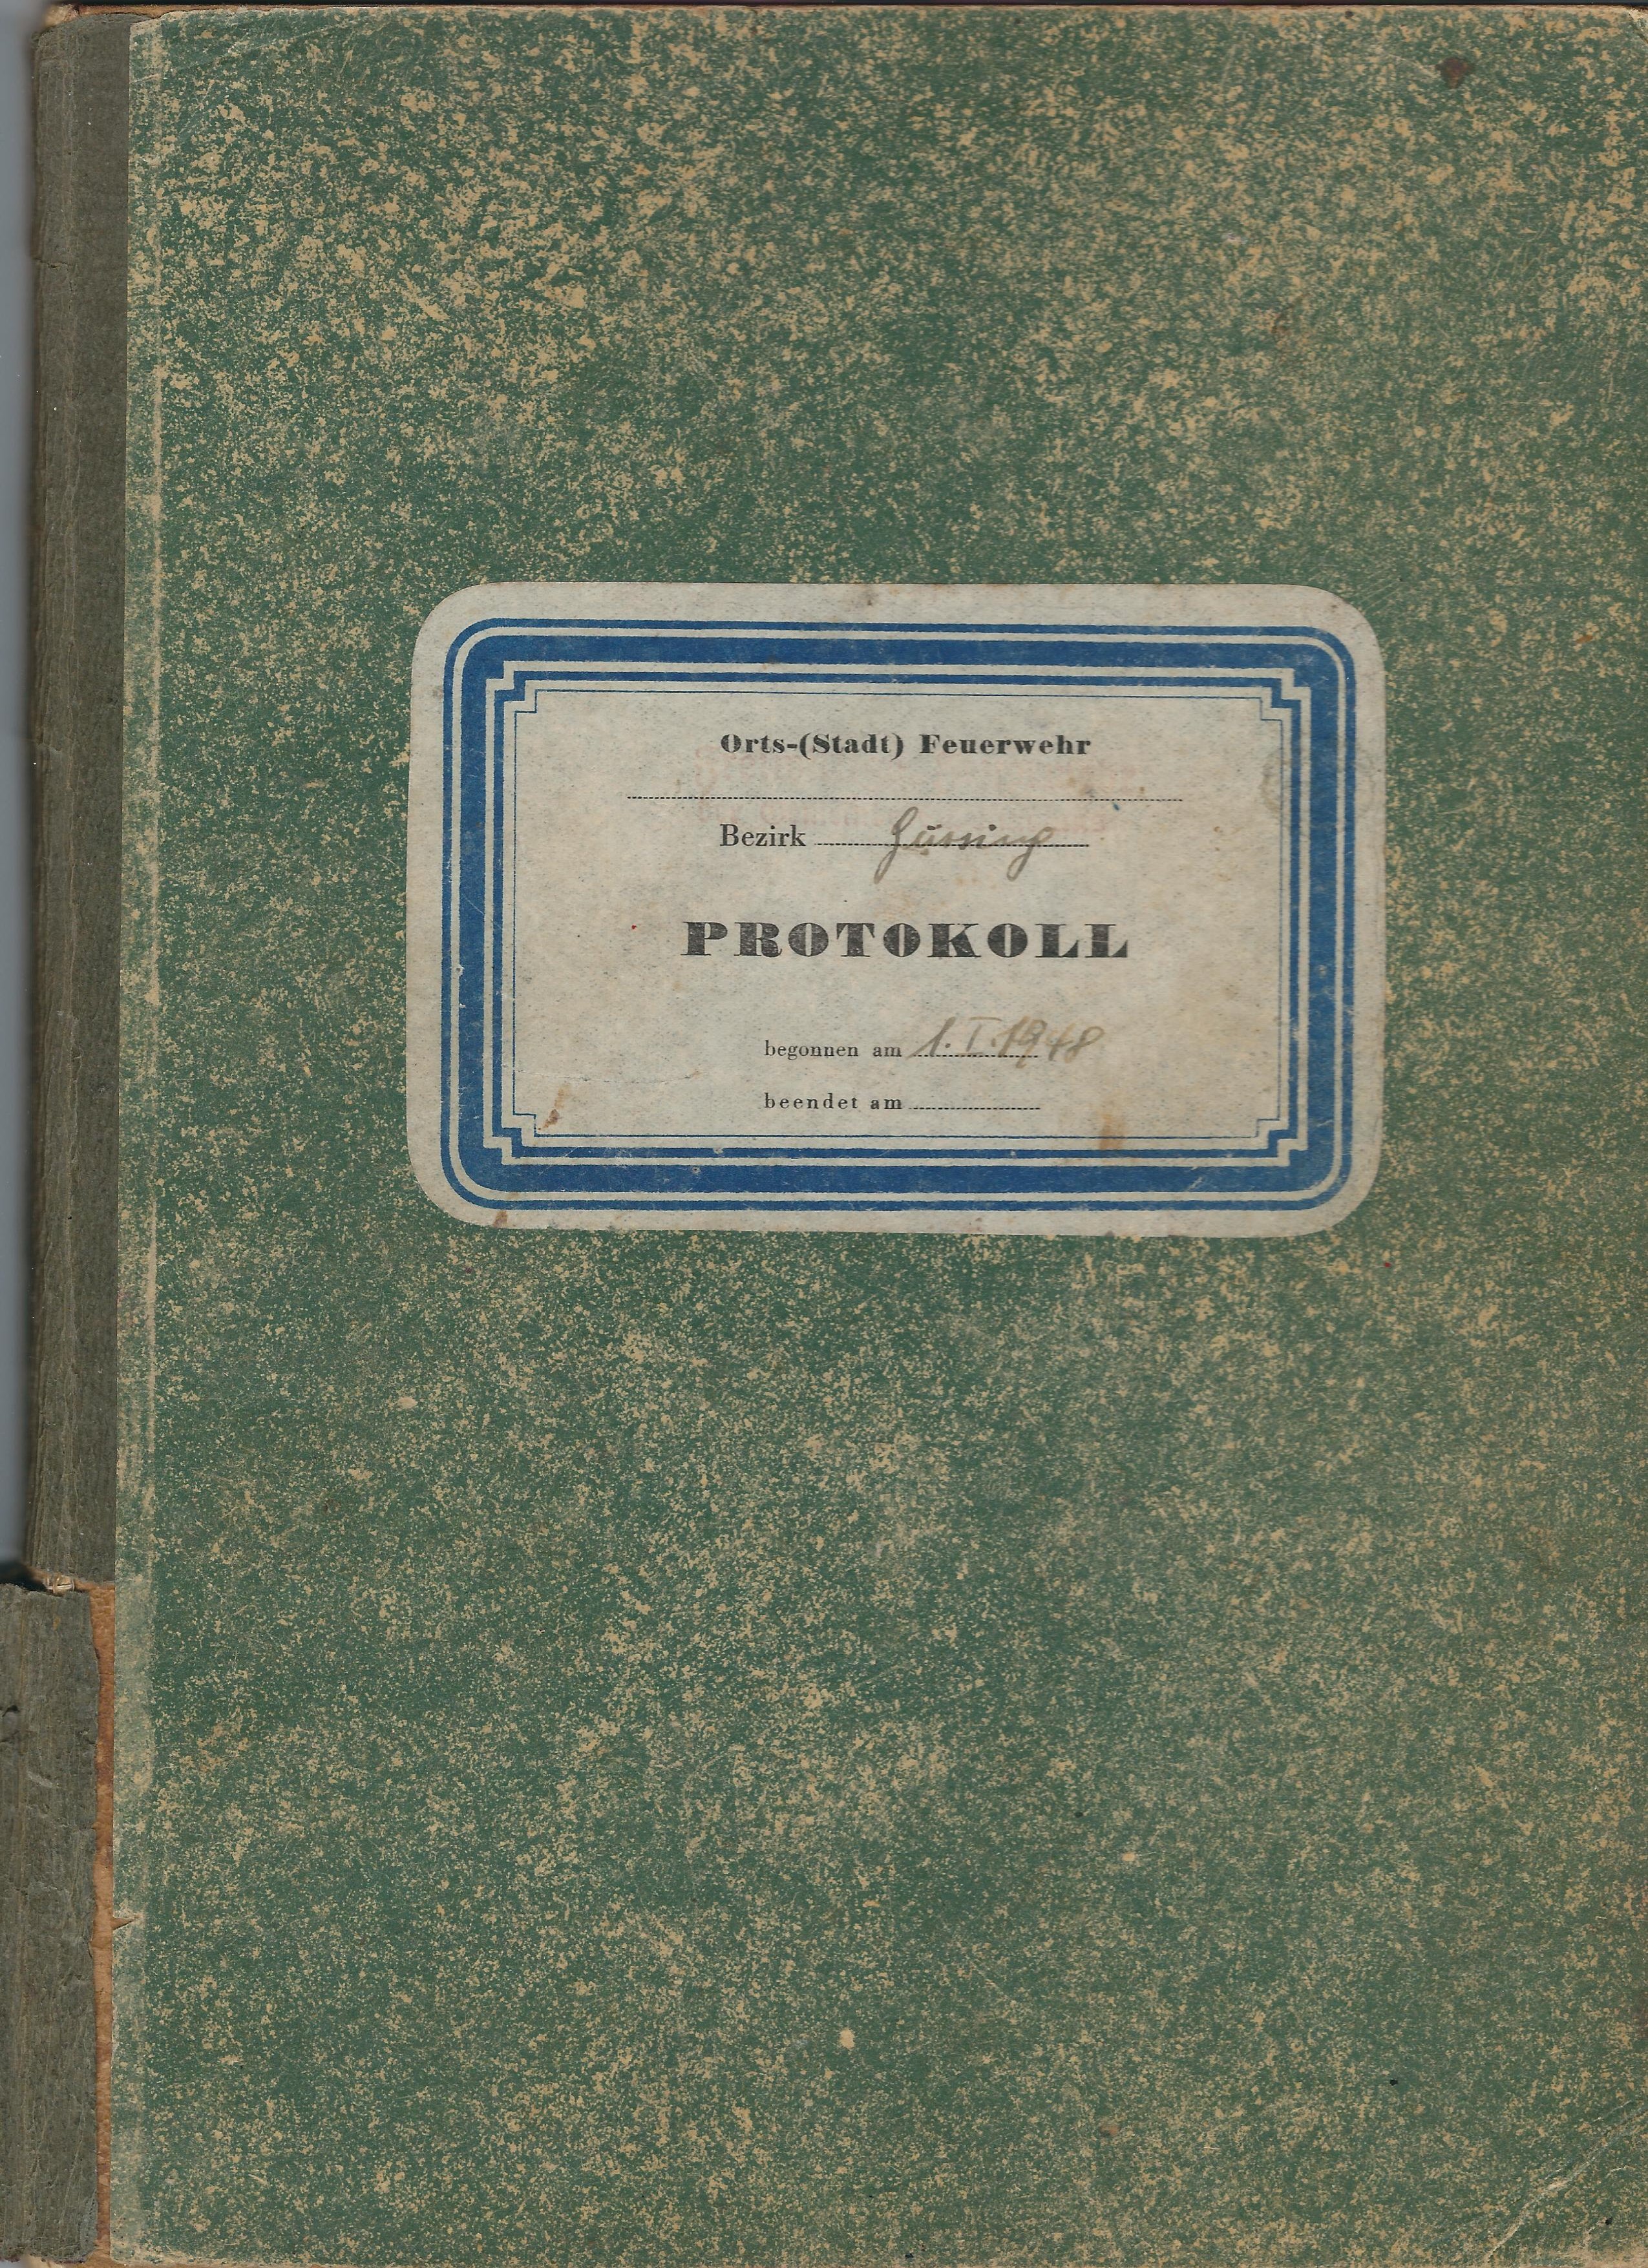 Orts-(Stadt) Feuerwehr
Bezirk Güssing
PROTOKOLL
begonnen am 1. I. 1948
beendet am